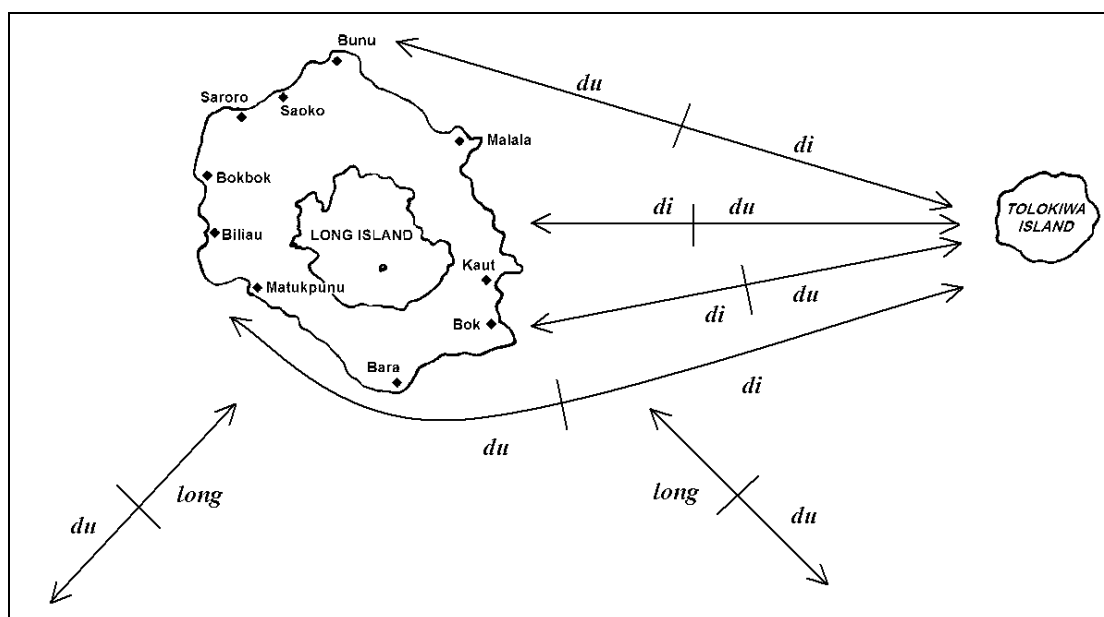 Bunu
du
Saroro
Saoko
Malala
di
Bokbok
di du
TOLOKIWA
ISLAND
Biliau
LONG ISLAND
Kaut
Matukpunu
du
di
Bok
Bara
di
du
long
long
du
du